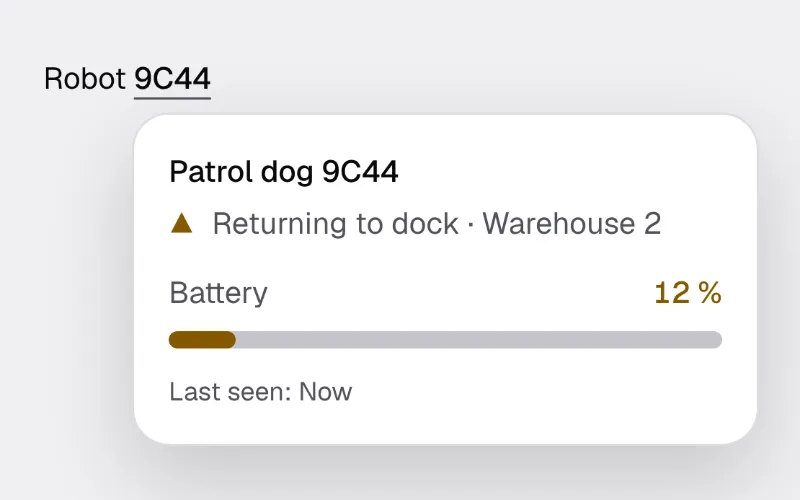 Robot 9C44
Patrol dog 9C44
Returning to dock · Warehouse 2
Battery 12 %
Last seen: Now